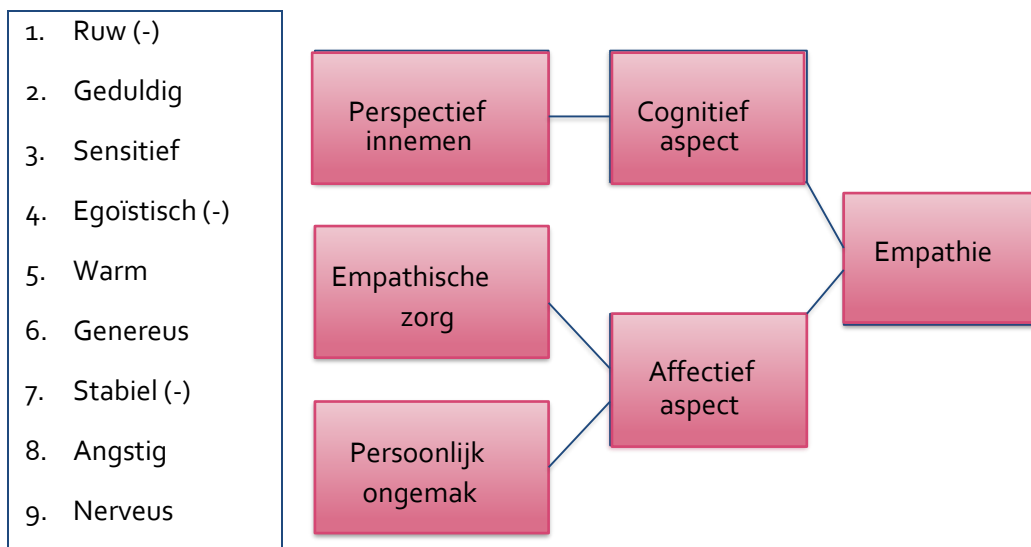 1. Ruw (-)
2. Geduldig
3. Sensitief
4. Egoïstisch (-)
5. Warm
6. Genereus
7. Stabiel (-)
8. Angstig
9. Nerveus
Perspectief
innemen
Cognitief
aspect
Empathische
zorg
Persoonlijk
ongemak
Affectief
aspect
Empathie